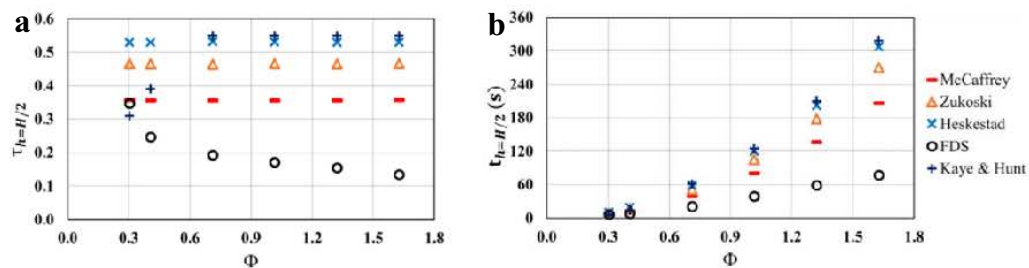 a
0.6
0.5
0.4
0.3
0.2
0.1
0.0
τh=H/2
0.0 0.3 0.6 0.9 1.2 1.5 1.8
Φ
b
360
300
240
180
120
60
0
th=H/2 (s)
0.0 0.3 0.6 0.9 1.2 1.5 1.8
Φ
McCaffrey
Zukoski
Heskestad
FDS
Kaye & Hunt